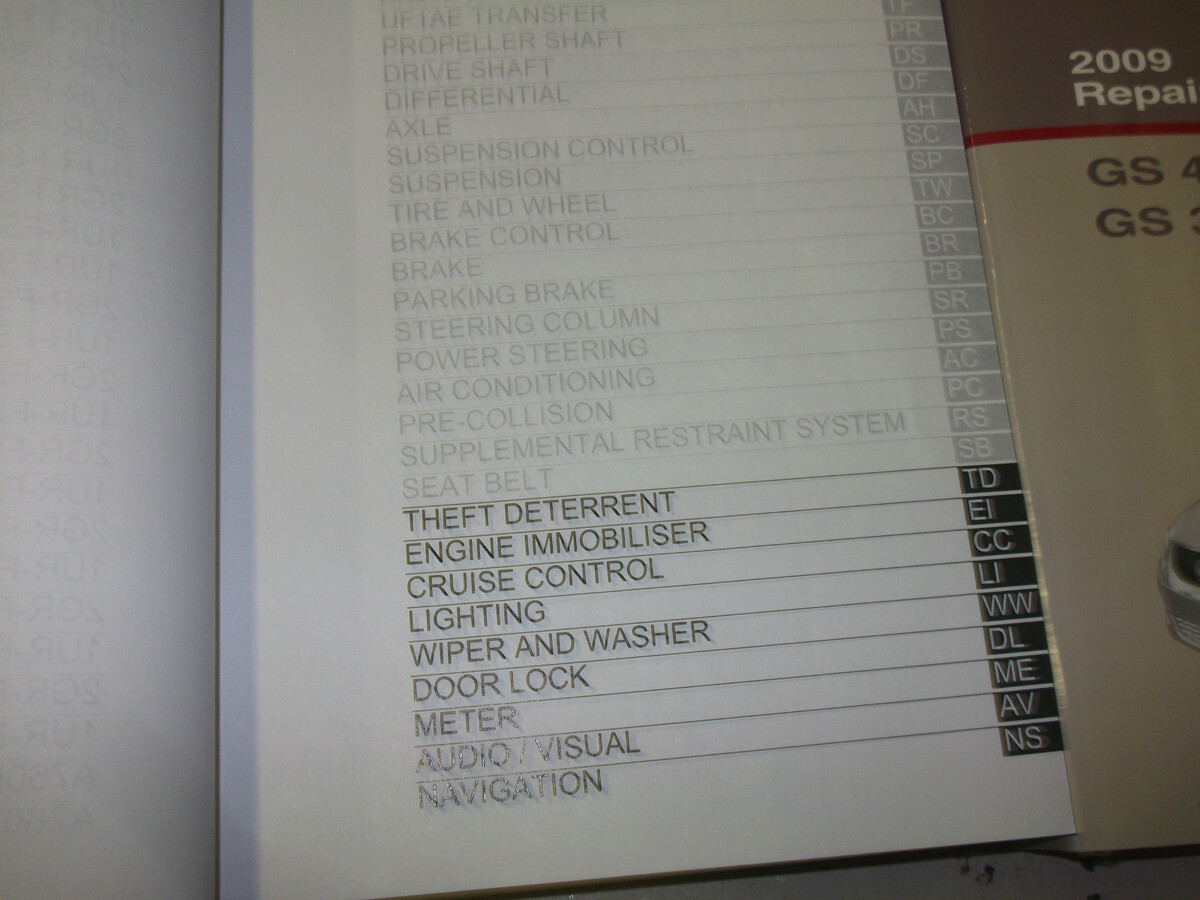 UF1AE TRANSFER TF
PROPELLER SHAFT PR
DRIVE SHAFT DS
DIFFERENTIAL DF
AXLE AH
SUSPENSION CONTROL SC
SUSPENSION SP
TIRE AND WHEEL TW
BRAKE CONTROL BC
BRAKE BR
PARKING BRAKE PB
STEERING COLUMN SR
POWER STEERING PS
AIR CONDITIONING AC
PRE-COLLISION PC
SUPPLEMENTAL RESTRAINT SYSTEM RS
SEAT BELT SB
THEFT DETERRENT TD
ENGINE IMMOBILISER EI
CRUISE CONTROL CC
LIGHTING LI
WIPER AND WASHER WW
DOOR LOCK DL
METER ME
AUDIO / VISUAL AV
NAVIGATION NS
2009
Repai
GS 4
GS 3